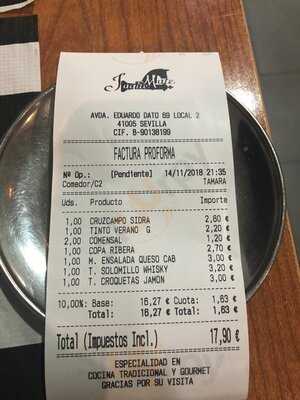 AVDA. EDUARDO DATO 69 LOCAL 2
41005 SEVILLA
CIF. B-90138199
FACTURA PROFORMA
Nº Op.: [Pendiente] 14/11/2018 21:35
Comedor/C2 TAMARA
Uds. Producto Importe
1,00 CRUZCAMPO SIDRA 2,60 €
1,00 TINTO VERANO G 2,20 €
2,00 COMENSAL 1,20 €
1,00 COPA RIBERA 2,70 €
1,00 M. ENSALADA QUESO CAB 3,00 €
1,00 T. SOLOMILLO WHISKY 3,20 €
1,00 T. CROQUETAS JAMON 3,00 €
10,00% Base: 16,27 € Cuota: 1,63 €
Total: 16,27 € Total: 1,63 €
Total (Impuestos Incl.) 17,90 €
ESPECIALIDAD EN
COCINA TRADICIONAL Y GOURMET
GRACIAS POR SU VISITA